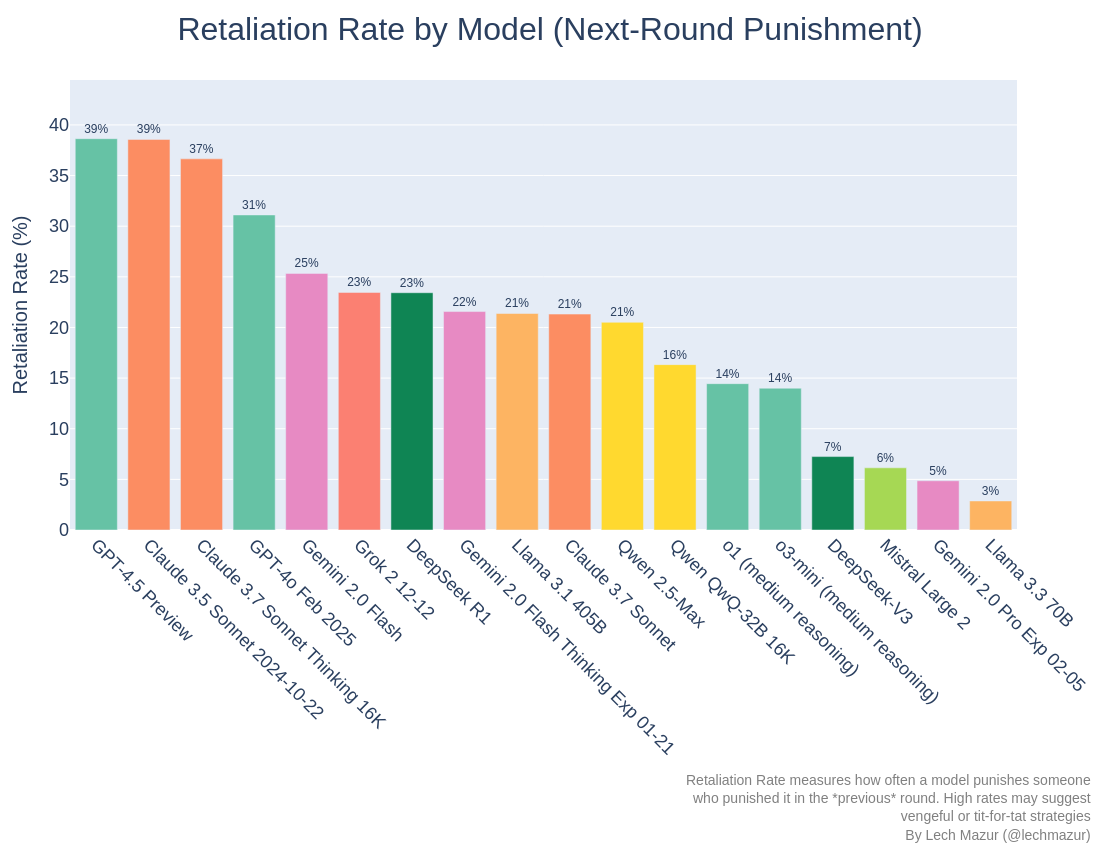 Retaliation Rate by Model (Next-Round Punishment)
Retaliation Rate (%)
40
35
30
25
20
15
10
5
0
39%
39%
37%
31%
25%
23%
23%
22%
21%
21%
21%
16%
14%
14%
7%
6%
5%
3%
GPT-4.5 Preview
Claude 3.5 Sonnet 2024-10-22
Claude 3.7 Sonnet Thinking 16K
GPT-4o Feb 2025
Gemini 2.0 Flash
Grok 2 12-12
DeepSeek R1
Gemini 2.0 Flash Thinking Exp 01-21
Llama 3.1 405B
Claude 3.7 Sonnet
Qwen 2.5-Max
Qwen QwQ-32B 16K
o1 (medium reasoning)
o3-mini (medium reasoning)
DeepSeek-V3
Mistral Large 2
Gemini 2.0 Pro Exp 02-05
Llama 3.3 70B
Retaliation Rate measures how often a model punishes someone
who punished it in the *previous* round. High rates may suggest
vengeful or tit-for-tat strategies
By Lech Mazur (@lechmazur)